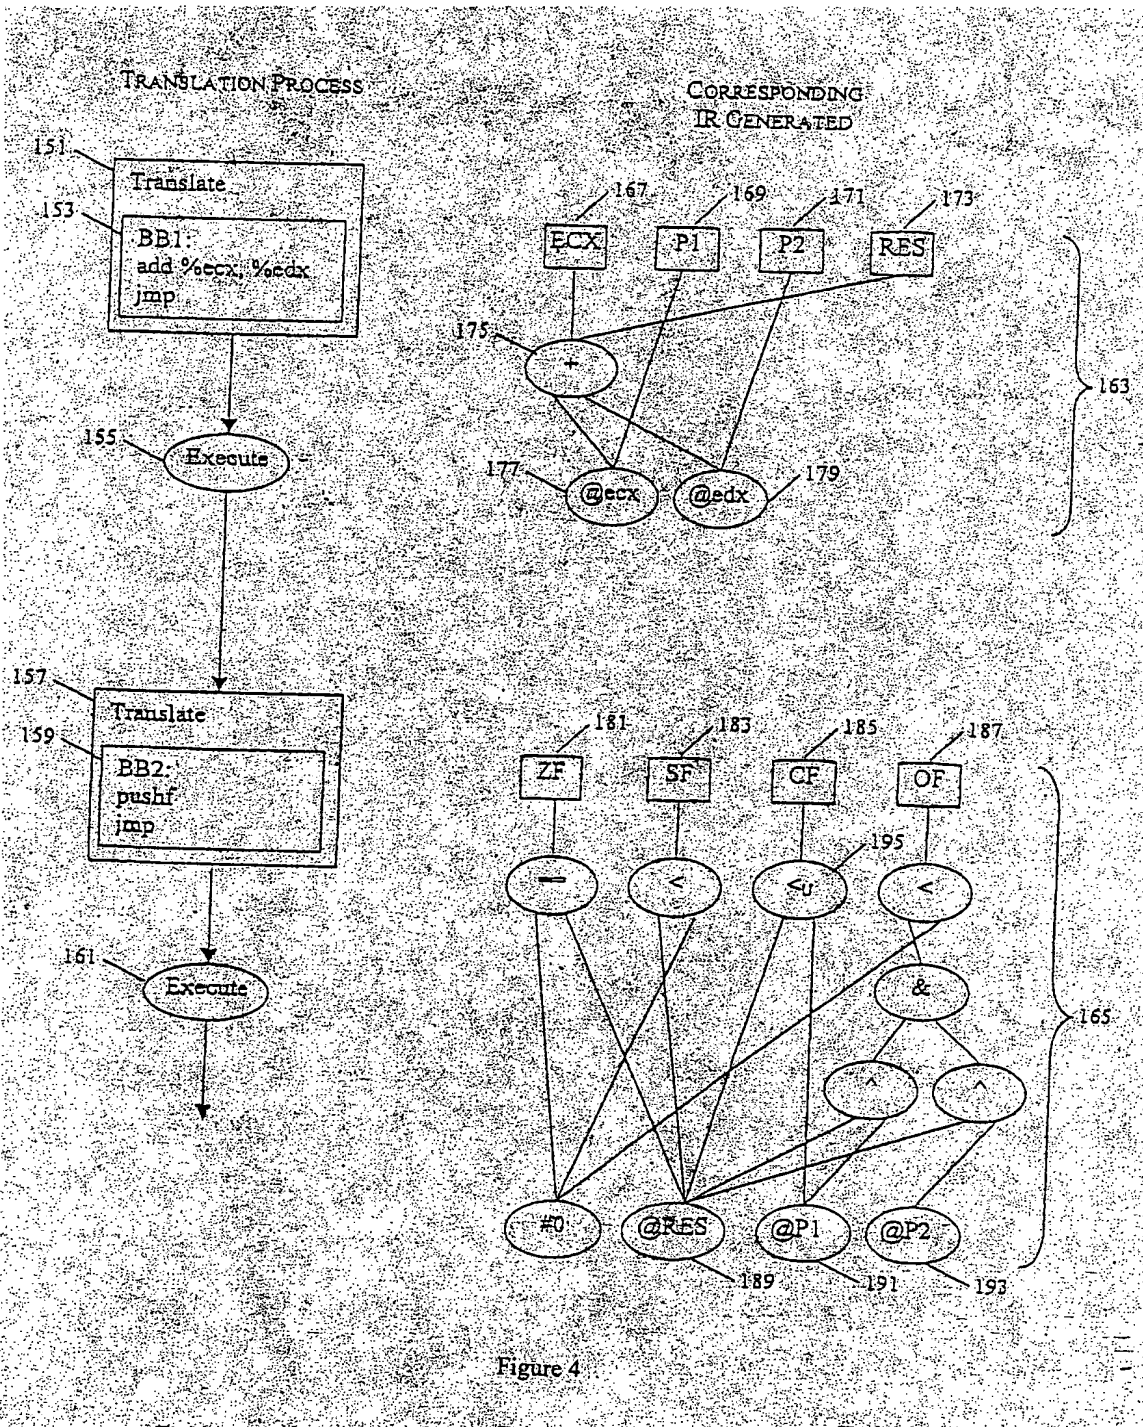 TRANSLATION PROCESS
CORRESPONDING
IR GENERATED
151
Translate
153
BB1:
add %ecx, %edx
jmp
155
Execute
157
Translate
159
BB2:
pushf
jmp
161
Execute
167
169
171
173
ECX
P1
P2
RES
175
+
163
177
@ecx
@edx
179
181
183
185
187
ZF
SF
CF
OF
195
==
<
<u
<
&
165
^
^
#0
@RES
@P1
@P2
189
191
193
Figure 4